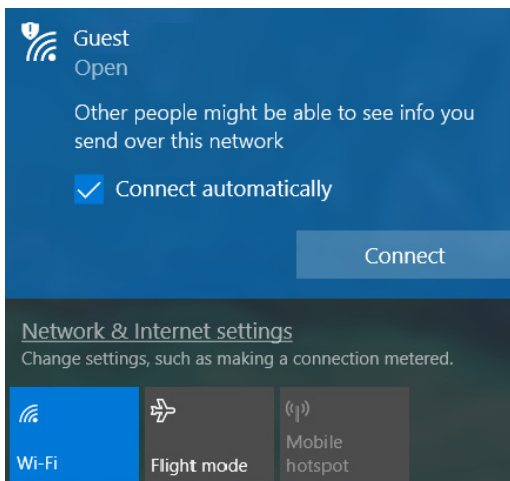 Guest
Open
Other people might be able to see info you
send over this network
Connect automatically
Connect
Network & Internet settings
Change settings, such as making a connection metered.
Wi-Fi
Flight mode
Mobile
hotspot